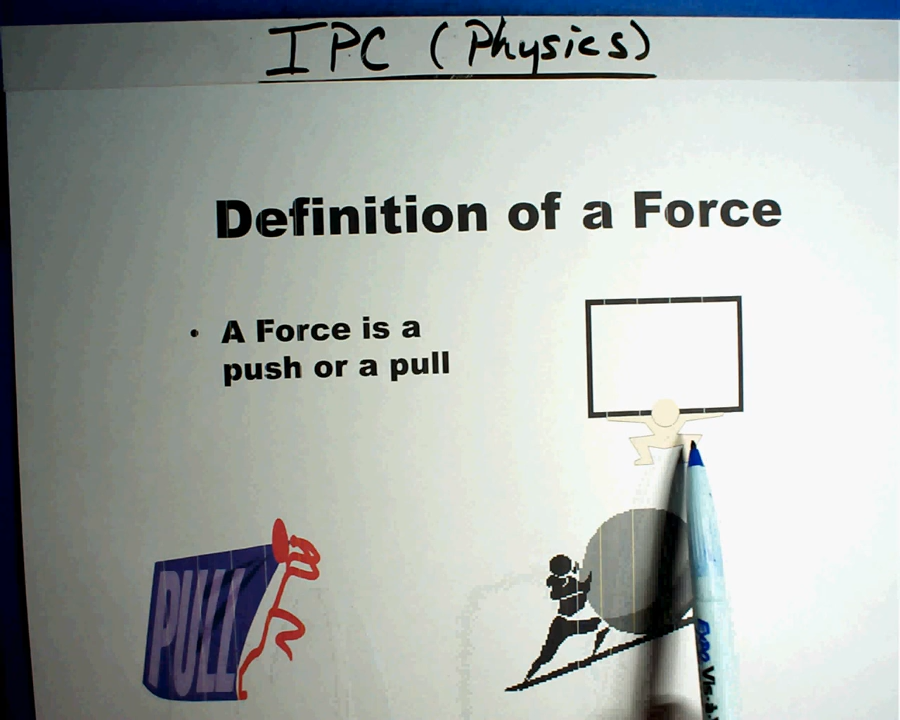 IPC (Physics)
Definition of a Force
• A Force is a
push or a pull
PULL